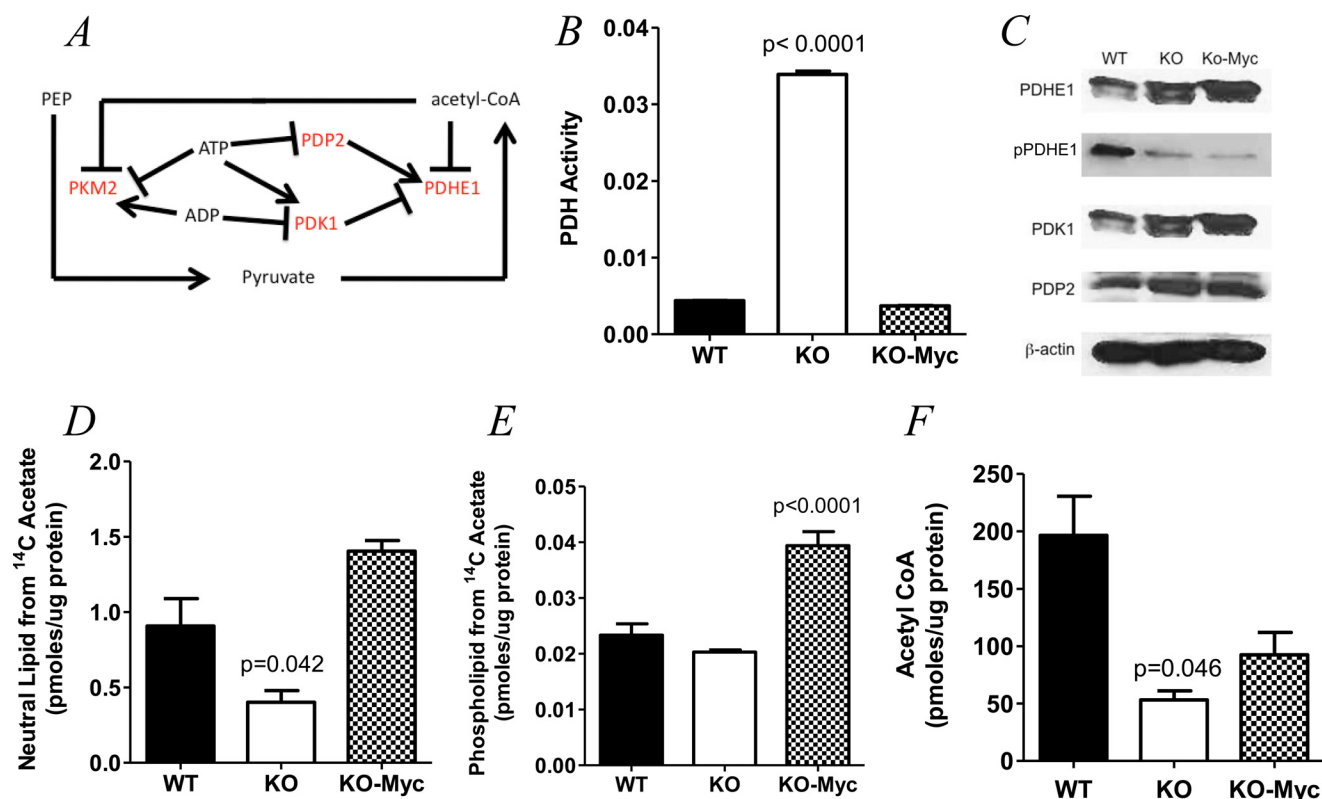 A
PEP
acetyl-CoA
ATP
PDP2
PKM2
PDHE1
ADP
PDK1
Pyruvate
B
PDH Activity
0.04
0.03
0.02
0.01
0.00
p< 0.0001
WT
KO
KO-Myc
C
WT KO Ko-Myc
PDHE1
pPDHE1
PDK1
PDP2
β-actin
D
Neutral Lipid from ¹⁴C Acetate
(pmoles/ug protein)
2.0
1.5
1.0
0.5
0.0
p=0.042
WT
KO
KO-Myc
E
Phospholipid from ¹⁴C Acetate
(pmoles/ug protein)
0.05
0.04
0.03
0.02
0.01
0.00
p<0.0001
WT
KO
KO-Myc
F
Acetyl CoA
(pmoles/ug protein)
250
200
150
100
50
0
p=0.046
WT
KO
KO-Myc